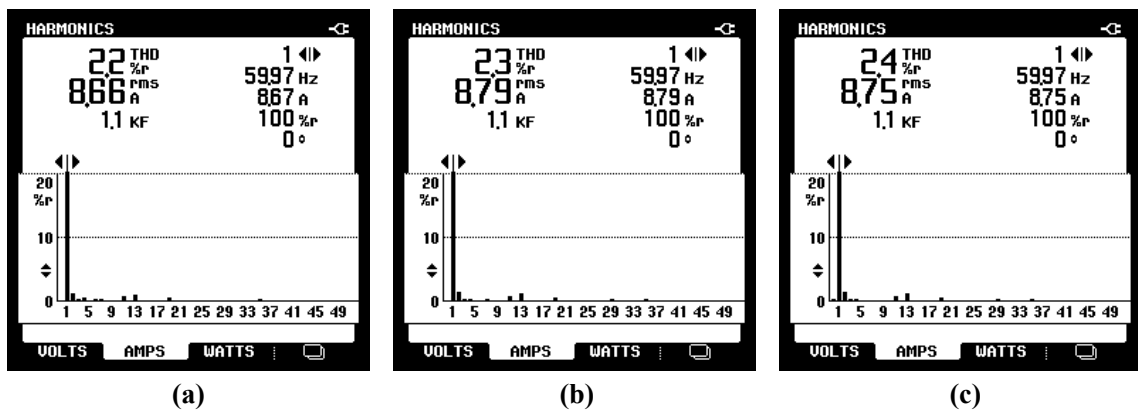 HARMONICS
2.2 THD %r
1
59.97 Hz
8.66 rms A
8.67 A
1.1 KF
100 %r
0 °
20
%r
10
0
1 5 9 13 17 21 25 29 33 37 41 45 49
VOLTS AMPS WATTS
(a)
HARMONICS
2.3 THD %r
1
59.97 Hz
8.79 rms A
8.79 A
1.1 KF
100 %r
0 °
20
%r
10
0
1 5 9 13 17 21 25 29 33 37 41 45 49
VOLTS AMPS WATTS
(b)
HARMONICS
2.4 THD %r
1
59.97 Hz
8.75 rms A
8.75 A
1.1 KF
100 %r
0 °
20
%r
10
0
1 5 9 13 17 21 25 29 33 37 41 45 49
VOLTS AMPS WATTS
(c)